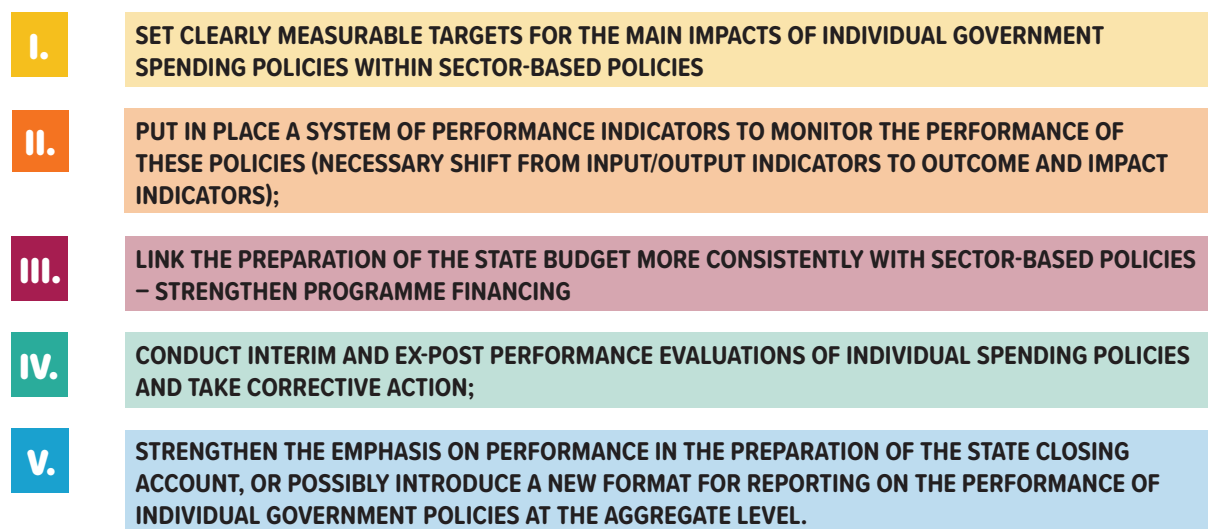 I.
SET CLEARLY MEASURABLE TARGETS FOR THE MAIN IMPACTS OF INDIVIDUAL GOVERNMENT
SPENDING POLICIES WITHIN SECTOR-BASED POLICIES
II.
PUT IN PLACE A SYSTEM OF PERFORMANCE INDICATORS TO MONITOR THE PERFORMANCE OF
THESE POLICIES (NECESSARY SHIFT FROM INPUT/OUTPUT INDICATORS TO OUTCOME AND IMPACT
INDICATORS);
III.
LINK THE PREPARATION OF THE STATE BUDGET MORE CONSISTENTLY WITH SECTOR-BASED POLICIES
– STRENGTHEN PROGRAMME FINANCING
IV.
CONDUCT INTERIM AND EX-POST PERFORMANCE EVALUATIONS OF INDIVIDUAL SPENDING POLICIES
AND TAKE CORRECTIVE ACTION;
V.
STRENGTHEN THE EMPHASIS ON PERFORMANCE IN THE PREPARATION OF THE STATE CLOSING
ACCOUNT, OR POSSIBLY INTRODUCE A NEW FORMAT FOR REPORTING ON THE PERFORMANCE OF
INDIVIDUAL GOVERNMENT POLICIES AT THE AGGREGATE LEVEL.